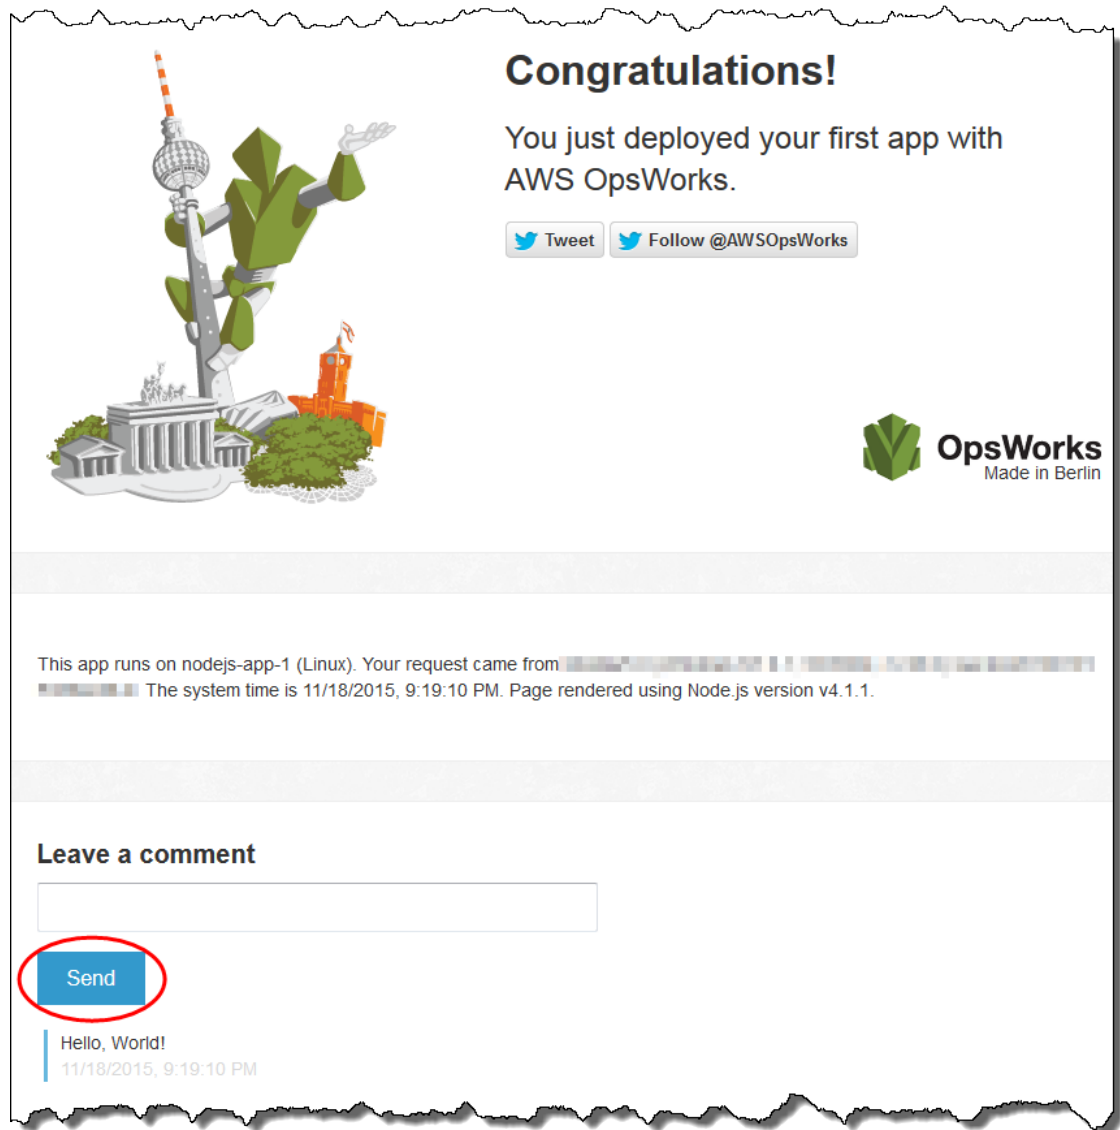 Congratulations!
You just deployed your first app with
AWS OpsWorks.
Tweet
Follow @AWSOpsWorks
OpsWorks
Made in Berlin
This app runs on nodejs-app-1 (Linux). Your request came from
The system time is 11/18/2015, 9:19:10 PM. Page rendered using Node.js version v4.1.1.
Leave a comment
Send
Hello, World!
11/18/2015, 9:19:10 PM